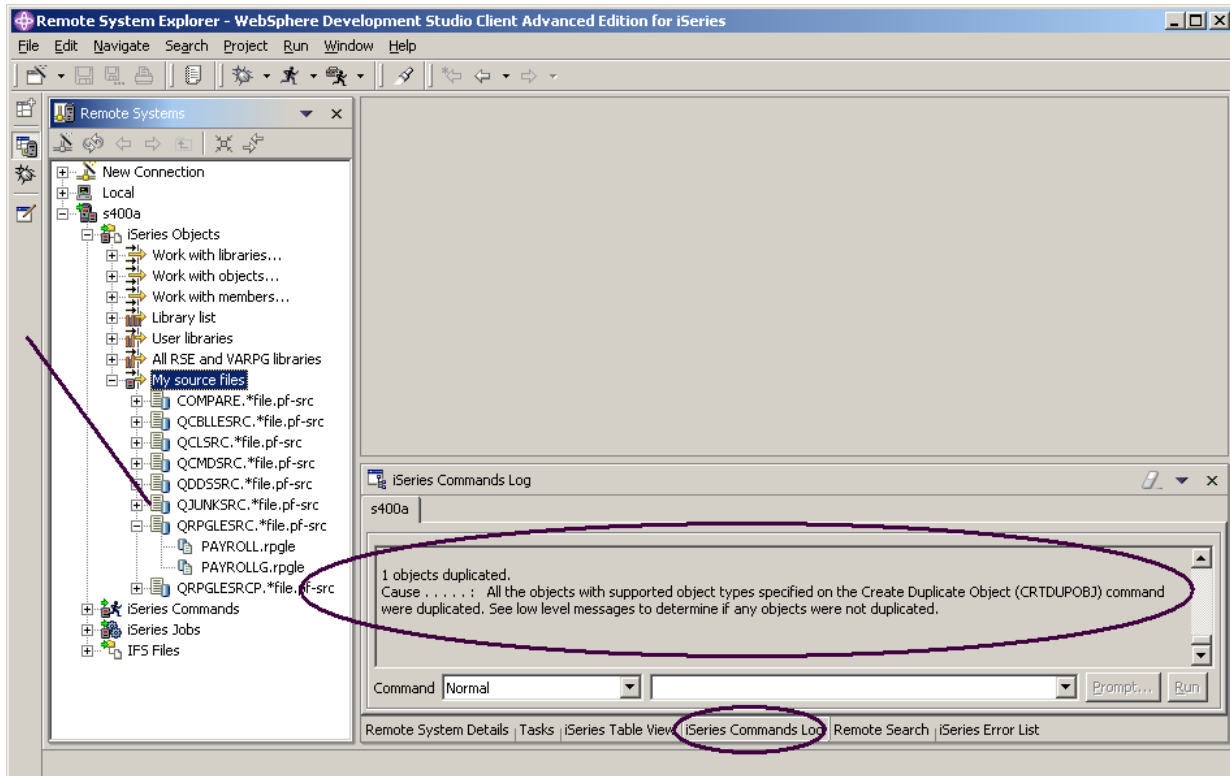 Remote System Explorer - WebSphere Development Studio Client Advanced Edition for iSeries
File Edit Navigate Search Project Run Window Help
Remote Systems
New Connection
Local
s400a
iSeries Objects
Work with libraries...
Work with objects...
Work with members...
Library list
User libraries
All RSE and VARPG libraries
My source files
COMPARE.*file.pf-src
QCBLLESRC.*file.pf-src
QCLSRC.*file.pf-src
QCMDSRC.*file.pf-src
QDDSSRC.*file.pf-src
QJUNKSRC.*file.pf-src
QRPGLESRC.*file.pf-src
PAYROLL.rpgle
PAYROLLG.rpgle
QRPGLESRCP.*file.pf-src
iSeries Commands
iSeries Jobs
IFS Files
iSeries Commands Log
s400a
1 objects duplicated.
Cause . . . . . : All the objects with supported object types specified on the Create Duplicate Object (CRTDUPOBJ) command
were duplicated. See low level messages to determine if any objects were not duplicated.
Command Normal Prompt... Run
Remote System Details Tasks iSeries Table View iSeries Commands Log Remote Search iSeries Error List